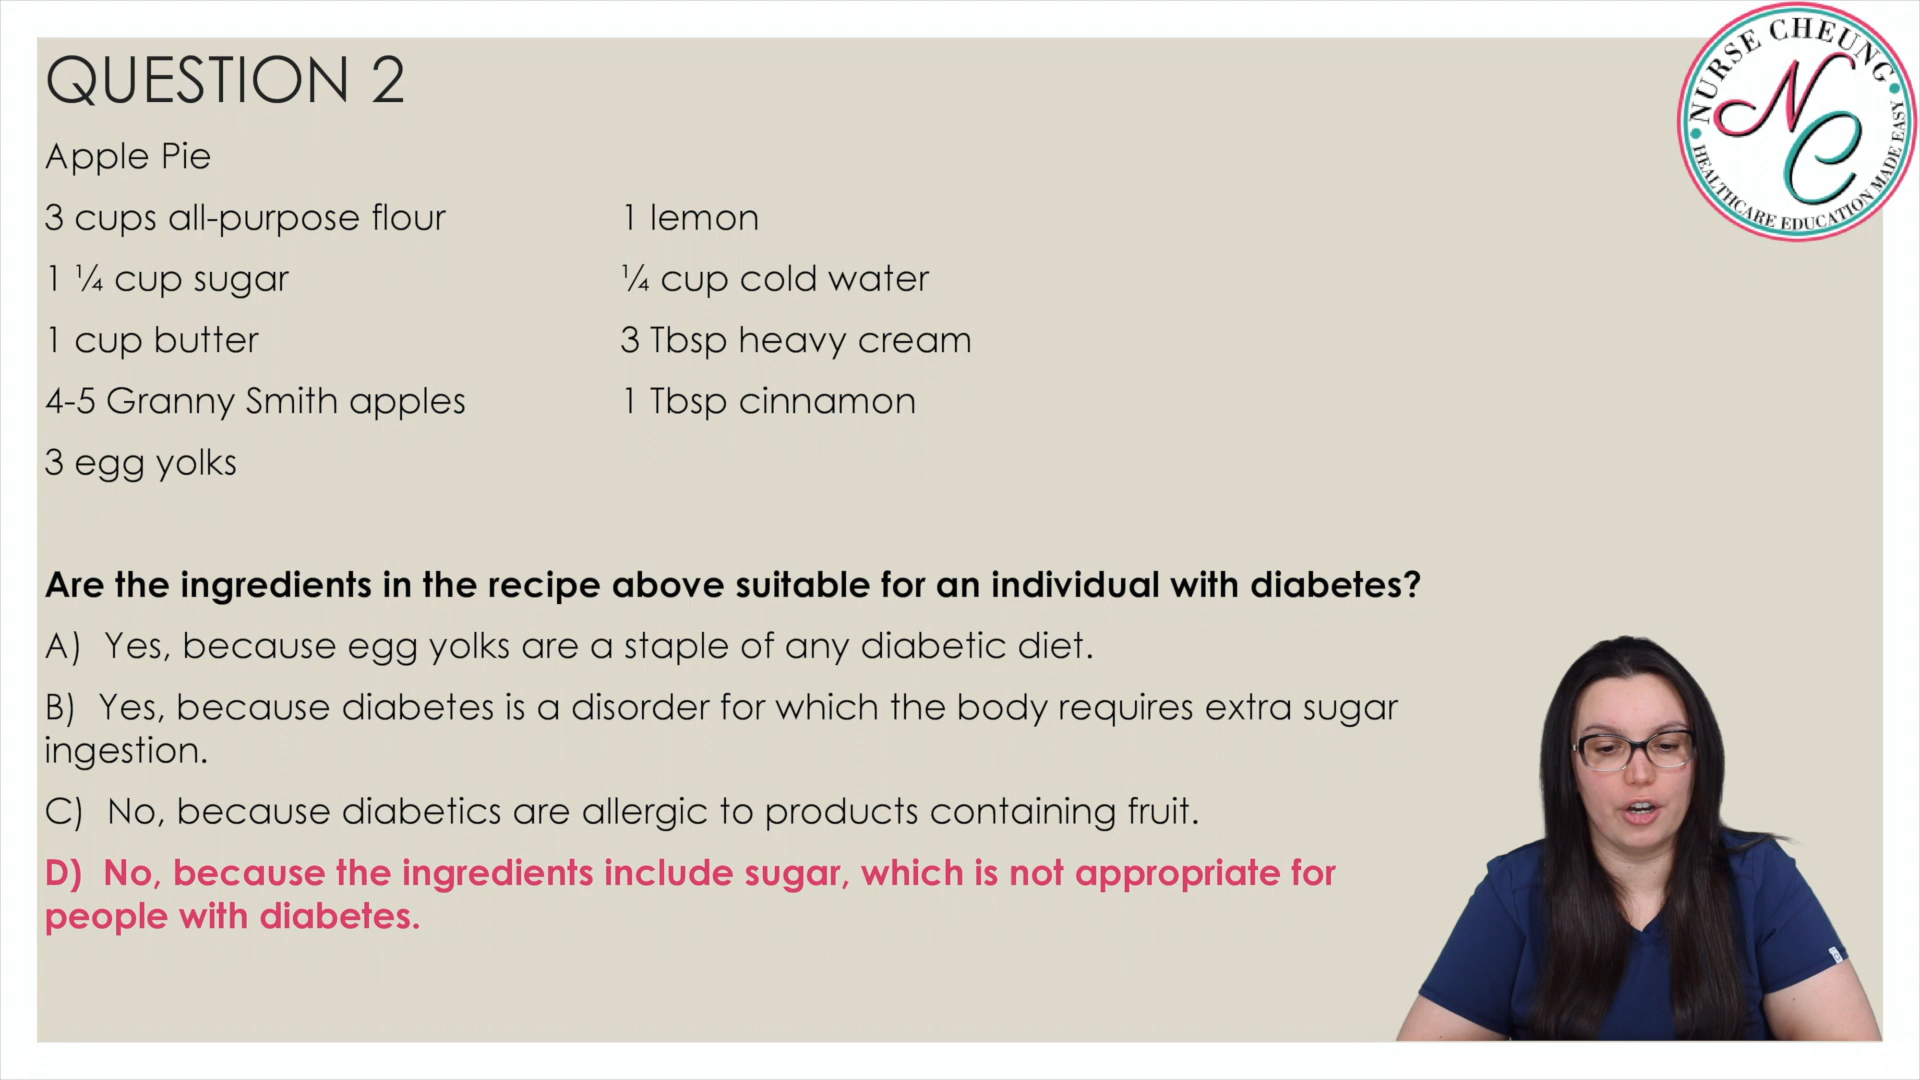 QUESTION 2
Apple Pie
3 cups all-purpose flour
1 ¼ cup sugar
1 cup butter
4-5 Granny Smith apples
3 egg yolks
1 lemon
¼ cup cold water
3 Tbsp heavy cream
1 Tbsp cinnamon
Are the ingredients in the recipe above suitable for an individual with diabetes?
A) Yes, because egg yolks are a staple of any diabetic diet.
B) Yes, because diabetes is a disorder for which the body requires extra sugar
ingestion.
C) No, because diabetics are allergic to products containing fruit.
D) No, because the ingredients include sugar, which is not appropriate for
people with diabetes.
NURSE CHEUNG
NC
HEALTHCARE EDUCATION MADE EASY